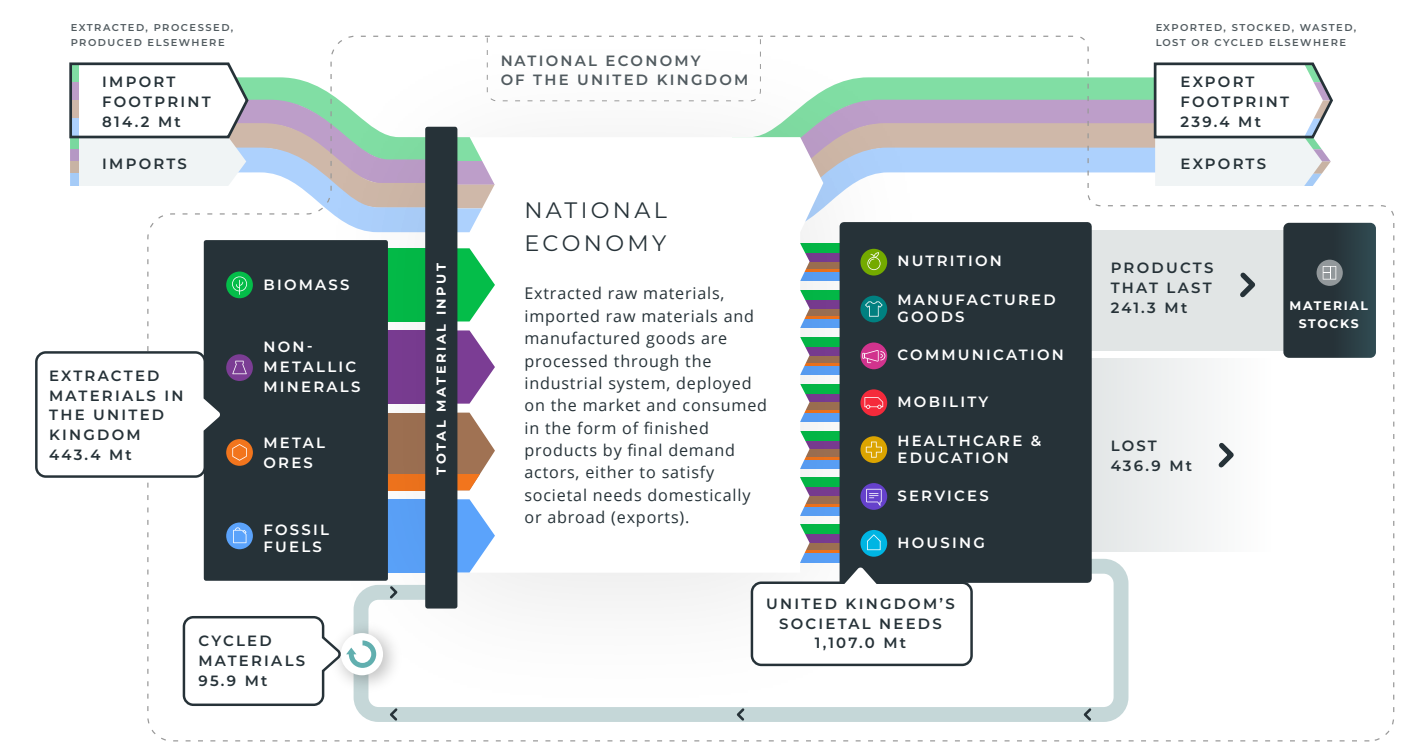 EXTRACTED, PROCESSED,
PRODUCED ELSEWHERE
IMPORT
FOOTPRINT
814.2 Mt
IMPORTS
NATIONAL ECONOMY
OF THE UNITED KINGDOM
EXPORTED, STOCKED, WASTED,
LOST OR CYCLED ELSEWHERE
EXPORT
FOOTPRINT
239.4 Mt
EXPORTS
EXTRACTED
MATERIALS IN
THE UNITED
KINGDOM
443.4 Mt
BIOMASS
NON-
METALLIC
MINERALS
METAL
ORES
FOSSIL
FUELS
TOTAL MATERIAL INPUT
NATIONAL
ECONOMY
Extracted raw materials,
imported raw materials and
manufactured goods are
processed through the
industrial system, deployed
on the market and consumed
in the form of finished
products by final demand
actors, either to satisfy
societal needs domestically
or abroad (exports).
NUTRITION
MANUFACTURED
GOODS
COMMUNICATION
MOBILITY
HEALTHCARE &
EDUCATION
SERVICES
HOUSING
PRODUCTS
THAT LAST
241.3 Mt
MATERIAL
STOCKS
LOST
436.9 Mt
UNITED KINGDOM’S
SOCIETAL NEEDS
1,107.0 Mt
CYCLED
MATERIALS
95.9 Mt